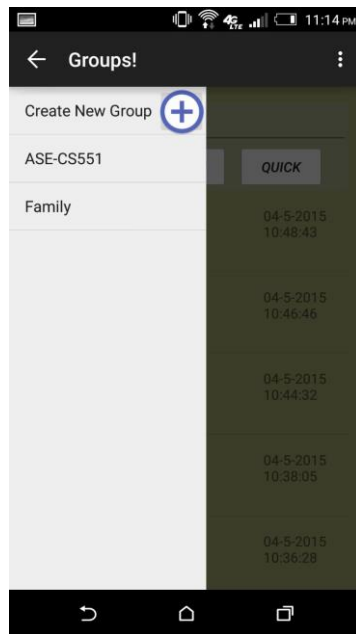 4G LTE 11:14 PM
Groups!
Create New Group
ASE-CS551
QUICK
Family
04-5-2015
10:48:43
04-5-2015
10:46:46
04-5-2015
10:44:32
04-5-2015
10:38:05
04-5-2015
10:36:28